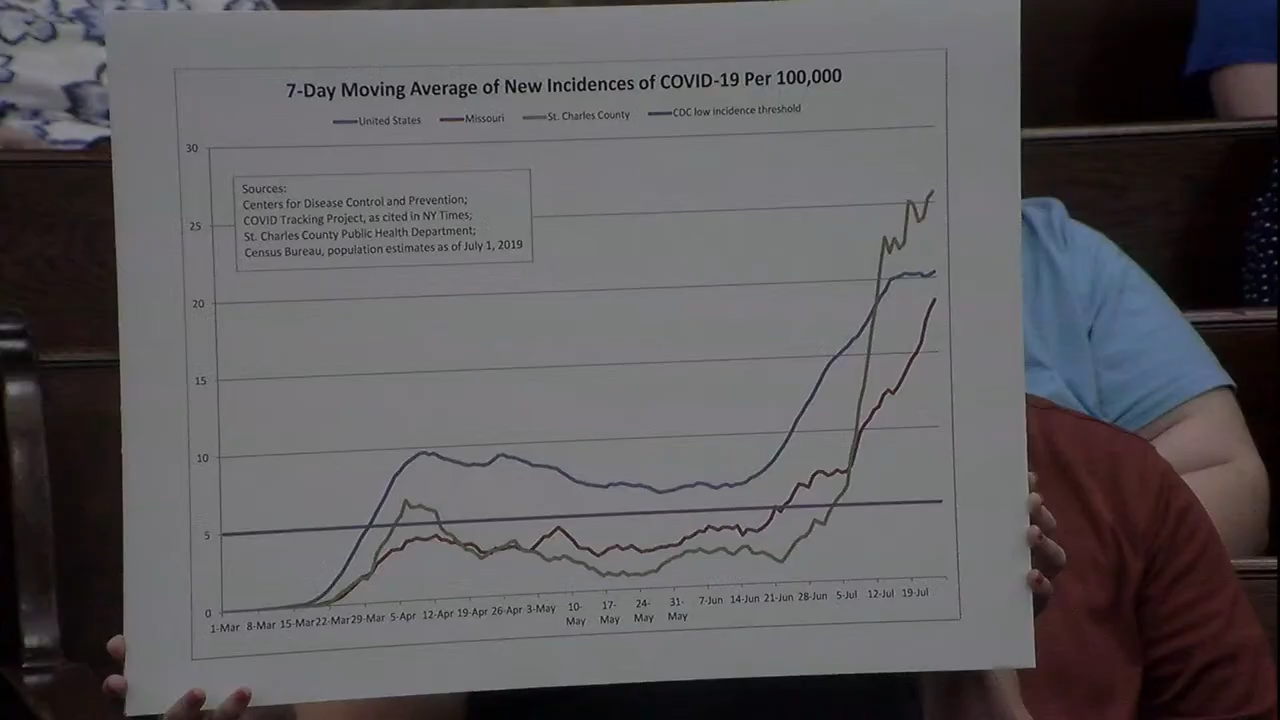 7-Day Moving Average of New Incidences of COVID-19 Per 100,000
United States Missouri St. Charles County CDC low incidence threshold
30
Sources:
Centers for Disease Control and Prevention;
COVID Tracking Project, as cited in NY Times;
St. Charles County Public Health Department;
Census Bureau, population estimates as of July 1, 2019
25
20
15
10
5
0
1-Mar 8-Mar 15-Mar 22-Mar 29-Mar 5-Apr 12-Apr 19-Apr 26-Apr 3-May 10-May 17-May 24-May 31-May 7-Jun 14-Jun 21-Jun 28-Jun 5-Jul 12-Jul 19-Jul